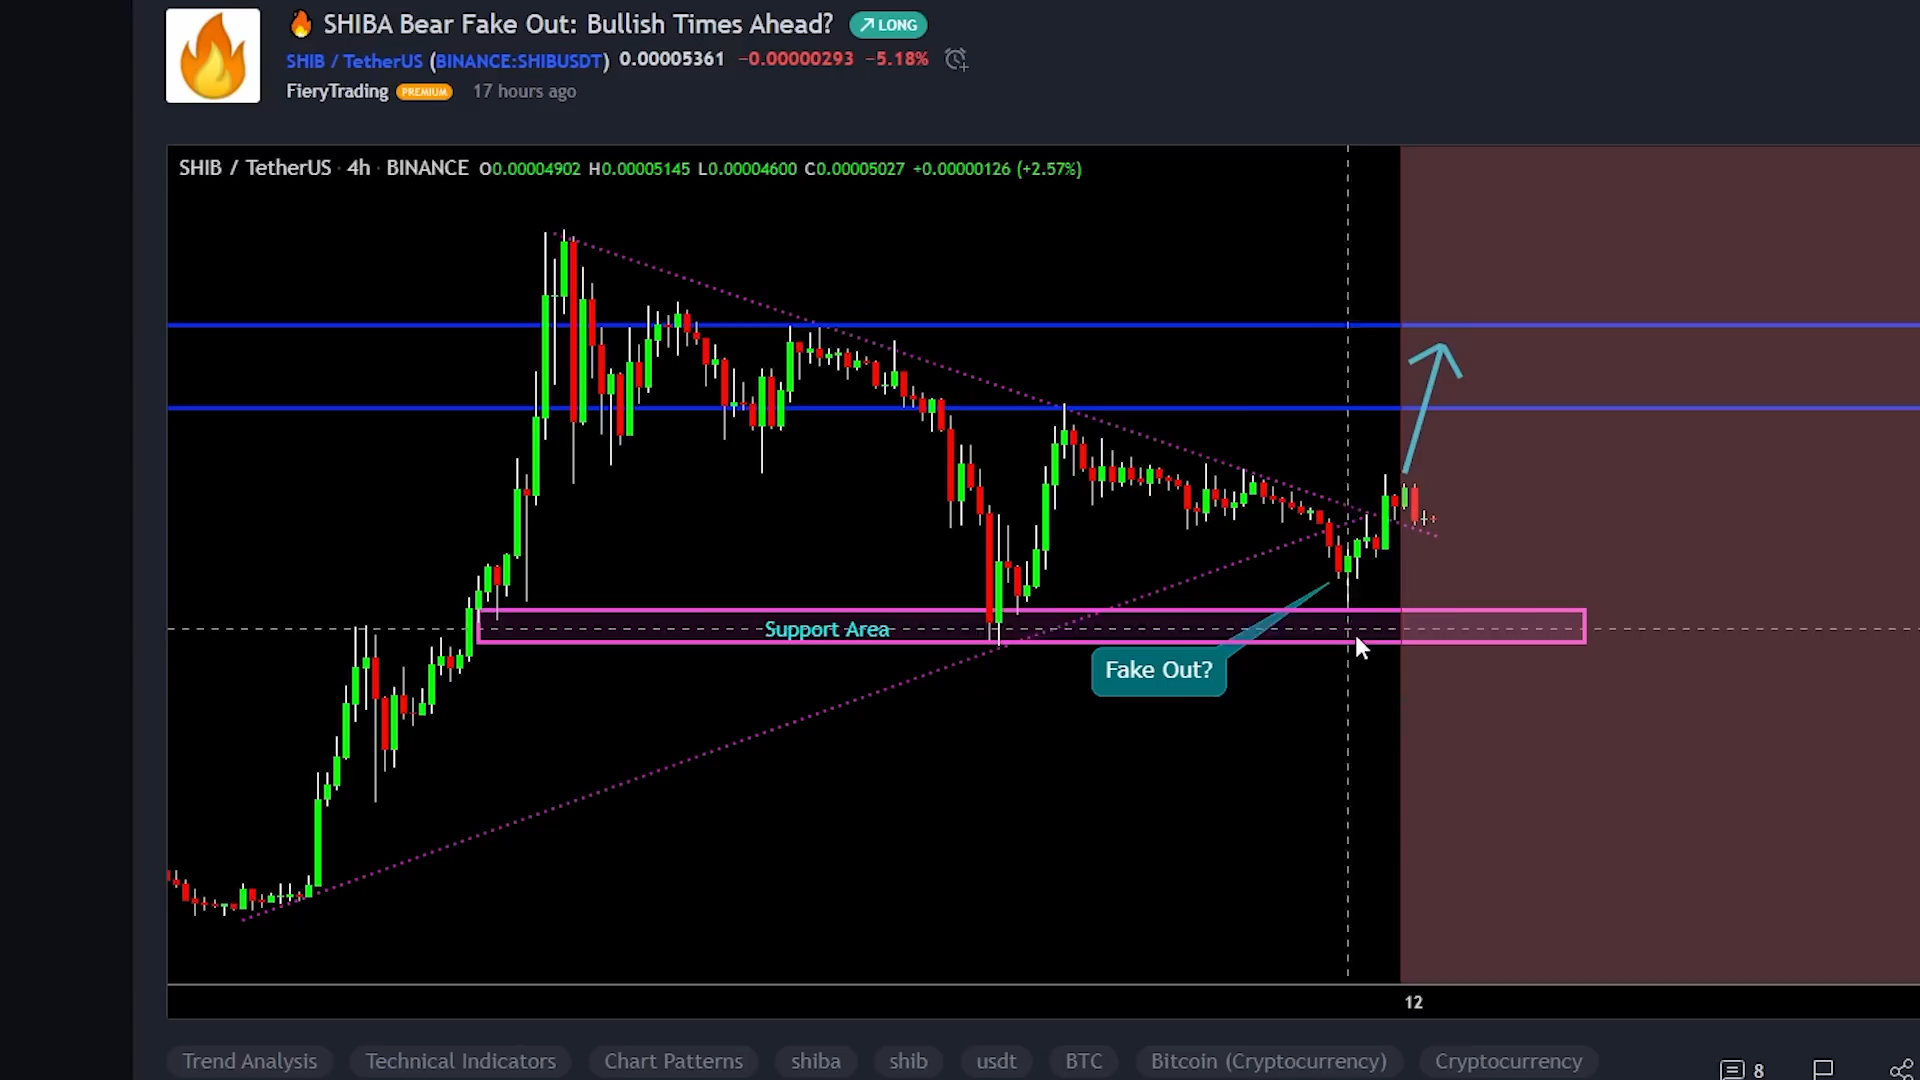 SHIBA Bear Fake Out: Bullish Times Ahead? LONG
SHIB / TetherUS (BINANCE:SHIBUSDT) 0.00005361 −0.00000293 −5.18%
FieryTrading PREMIUM 17 hours ago
SHIB / TetherUS · 4h · BINANCE O0.00004902 H0.00005145 L0.00004600 C0.00005027 +0.00000126 (+2.57%)
Support Area
Fake Out?
12
Trend Analysis Technical Indicators Chart Patterns shiba shib usdt BTC Bitcoin (Cryptocurrency) Cryptocurrency 8